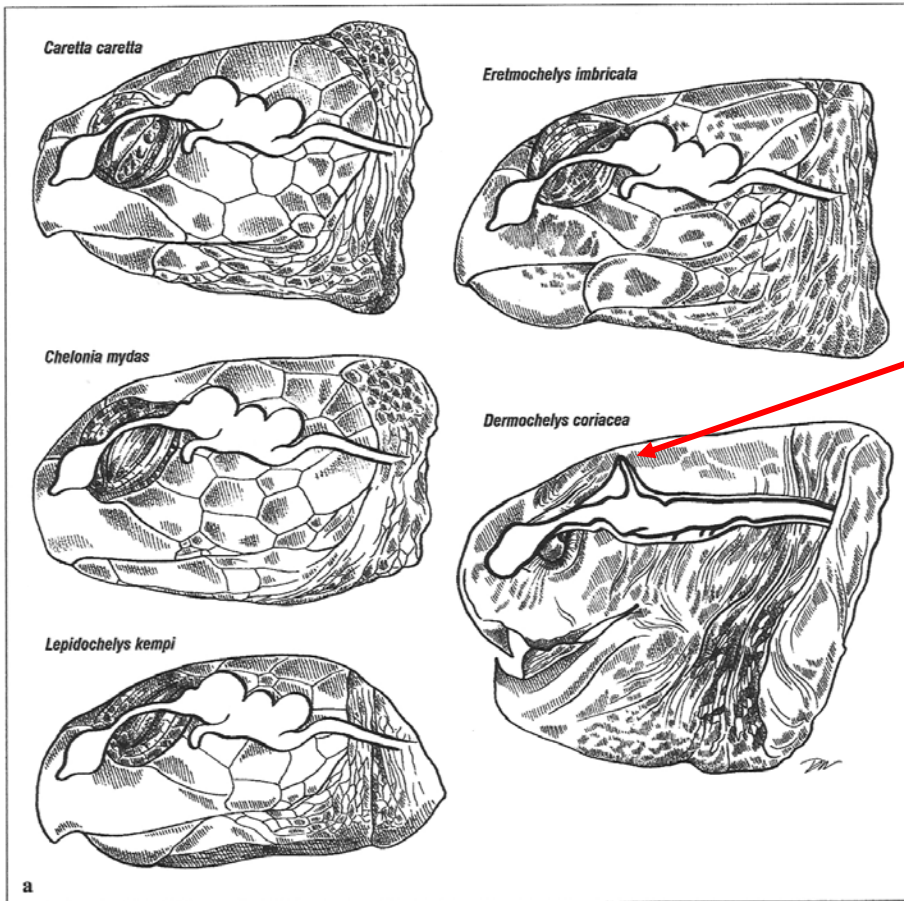 Caretta caretta
Eretmochelys imbricata
Chelonia mydas
Dermochelys coriacea
Lepidochelys kempi
a